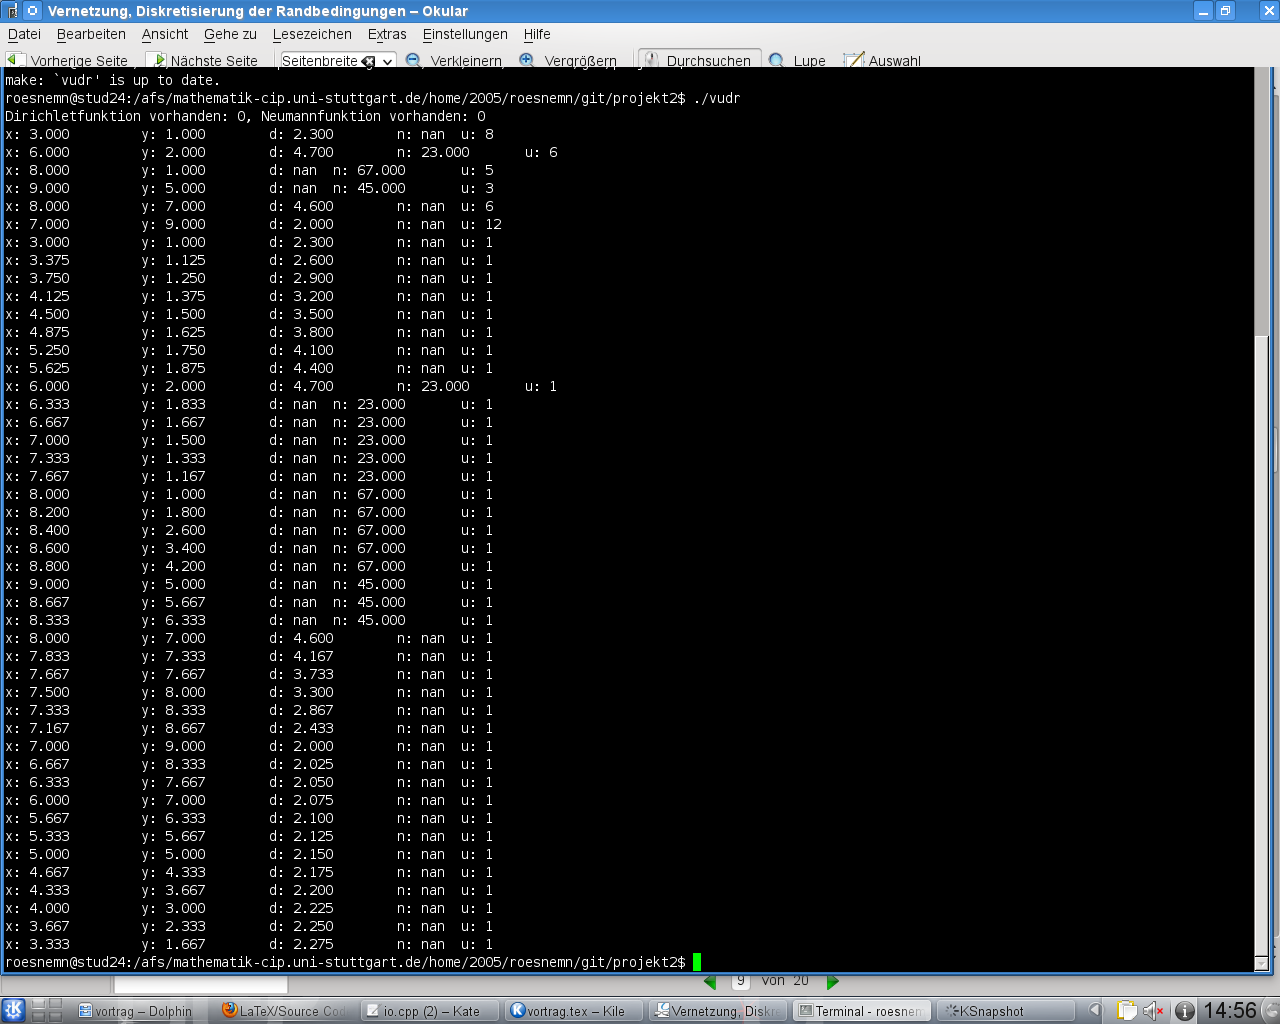 Vernetzung, Diskretisierung der Randbedingungen – Okular
Datei Bearbeiten Ansicht Gehe zu Lesezeichen Extras Einstellungen Hilfe
Vorherige Seite Nächste Seite Seitenbreite Verkleinern Vergrößern Durchsuchen Lupe Auswahl
make: `vudr' is up to date.
roesnemn@stud24:/afs/mathematik-cip.uni-stuttgart.de/home/2005/roesnemn/git/projekt2$ ./vudr
Dirichletfunktion vorhanden: 0, Neumannfunktion vorhanden: 0
x: 3.000 y: 1.000 d: 2.300 n: nan u: 8
x: 6.000 y: 2.000 d: 4.700 n: 23.000 u: 6
x: 8.000 y: 1.000 d: nan n: 67.000 u: 5
x: 9.000 y: 5.000 d: nan n: 45.000 u: 3
x: 8.000 y: 7.000 d: 4.600 n: nan u: 6
x: 7.000 y: 9.000 d: 2.000 n: nan u: 12
x: 3.000 y: 1.000 d: 2.300 n: nan u: 1
x: 3.375 y: 1.125 d: 2.600 n: nan u: 1
x: 3.750 y: 1.250 d: 2.900 n: nan u: 1
x: 4.125 y: 1.375 d: 3.200 n: nan u: 1
x: 4.500 y: 1.500 d: 3.500 n: nan u: 1
x: 4.875 y: 1.625 d: 3.800 n: nan u: 1
x: 5.250 y: 1.750 d: 4.100 n: nan u: 1
x: 5.625 y: 1.875 d: 4.400 n: nan u: 1
x: 6.000 y: 2.000 d: 4.700 n: 23.000 u: 1
x: 6.333 y: 1.833 d: nan n: 23.000 u: 1
x: 6.667 y: 1.667 d: nan n: 23.000 u: 1
x: 7.000 y: 1.500 d: nan n: 23.000 u: 1
x: 7.333 y: 1.333 d: nan n: 23.000 u: 1
x: 7.667 y: 1.167 d: nan n: 23.000 u: 1
x: 8.000 y: 1.000 d: nan n: 67.000 u: 1
x: 8.200 y: 1.800 d: nan n: 67.000 u: 1
x: 8.400 y: 2.600 d: nan n: 67.000 u: 1
x: 8.600 y: 3.400 d: nan n: 67.000 u: 1
x: 8.800 y: 4.200 d: nan n: 67.000 u: 1
x: 9.000 y: 5.000 d: nan n: 45.000 u: 1
x: 8.667 y: 5.667 d: nan n: 45.000 u: 1
x: 8.333 y: 6.333 d: nan n: 45.000 u: 1
x: 8.000 y: 7.000 d: 4.600 n: nan u: 1
x: 7.833 y: 7.333 d: 4.167 n: nan u: 1
x: 7.667 y: 7.667 d: 3.733 n: nan u: 1
x: 7.500 y: 8.000 d: 3.300 n: nan u: 1
x: 7.333 y: 8.333 d: 2.867 n: nan u: 1
x: 7.167 y: 8.667 d: 2.433 n: nan u: 1
x: 7.000 y: 9.000 d: 2.000 n: nan u: 1
x: 6.667 y: 8.333 d: 2.025 n: nan u: 1
x: 6.333 y: 7.667 d: 2.050 n: nan u: 1
x: 6.000 y: 7.000 d: 2.075 n: nan u: 1
x: 5.667 y: 6.333 d: 2.100 n: nan u: 1
x: 5.333 y: 5.667 d: 2.125 n: nan u: 1
x: 5.000 y: 5.000 d: 2.150 n: nan u: 1
x: 4.667 y: 4.333 d: 2.175 n: nan u: 1
x: 4.333 y: 3.667 d: 2.200 n: nan u: 1
x: 4.000 y: 3.000 d: 2.225 n: nan u: 1
x: 3.667 y: 2.333 d: 2.250 n: nan u: 1
x: 3.333 y: 1.667 d: 2.275 n: nan u: 1
roesnemn@stud24:/afs/mathematik-cip.uni-stuttgart.de/home/2005/roesnemn/git/projekt2$
9 von 20
vortrag – Dolphin LaTeX/Source Cod io.cpp (2) – Kate vortrag.tex – Kile Vernetzung, Diskre Terminal - roesnem KSnapshot 14:56